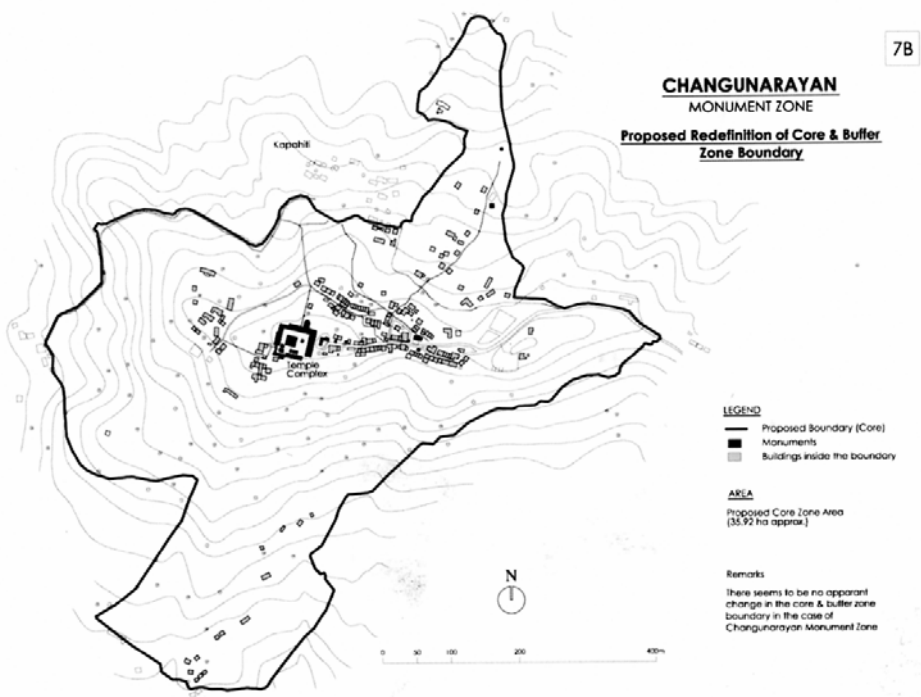 7B
CHANGUNARAYAN
MONUMENT ZONE
Proposed Redefinition of Core & Buffer
Zone Boundary
Kapahiti
Temple
Complex
LEGEND
Proposed Boundary (Core)
Monuments
Buildings inside the boundary
AREA
Proposed Core Zone Area
(35.92 ha approx.)
N
Remarks
There seems to be no apparant
change in the core & buffer zone
boundary in the case of
Changunarayan Monument Zone
0 50 100 200 400m